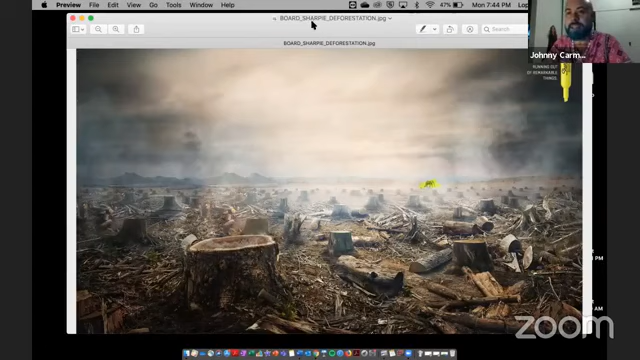 Preview File Edit View Go Tools Window Help
47% Mon 7:44 PM
BOARD_SHARPIE_DEFORESTATION.jpg
Search
BOARD_SHARPIE_DEFORESTATION.jpg
Johnny Carm...
RUNNING OUT
OF REMARKABLE
THINGS.
zoom